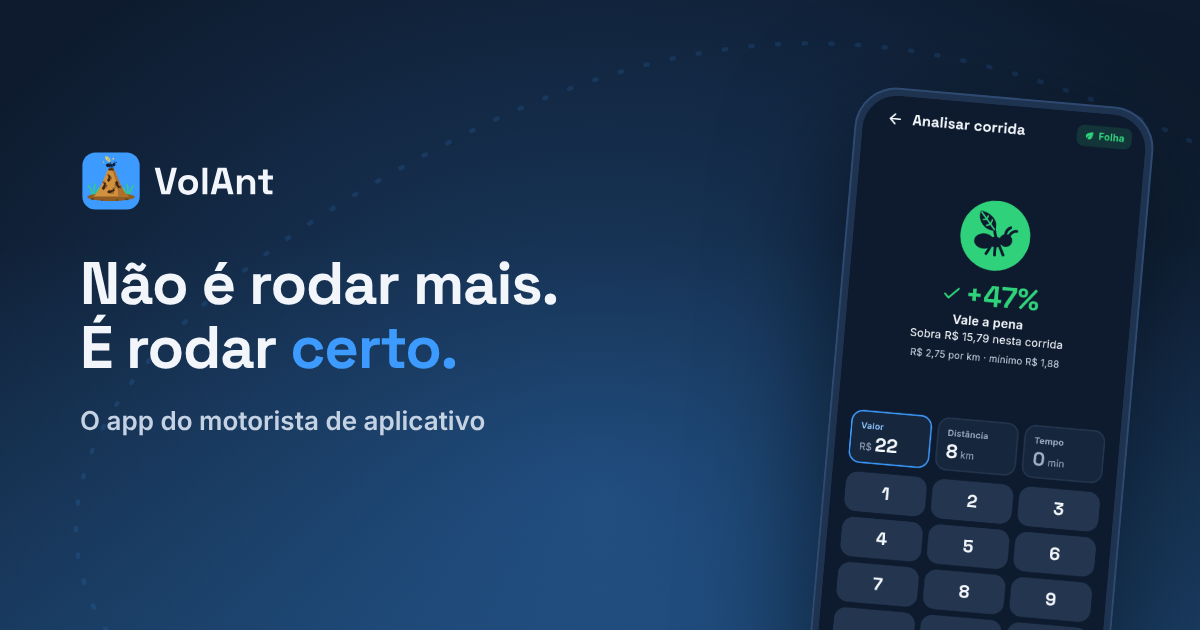 VolAnt
Não é rodar mais.
É rodar certo.
O app do motorista de aplicativo
Analisar corrida
Folha
+47%
Vale a pena
Sobra R$ 15,79 nesta corrida
R$ 2,75 por km · mínimo R$ 1,88
Valor
R$ 22
Distância
8 km
Tempo
0 min
1 2 3
4 5 6
7 8 9